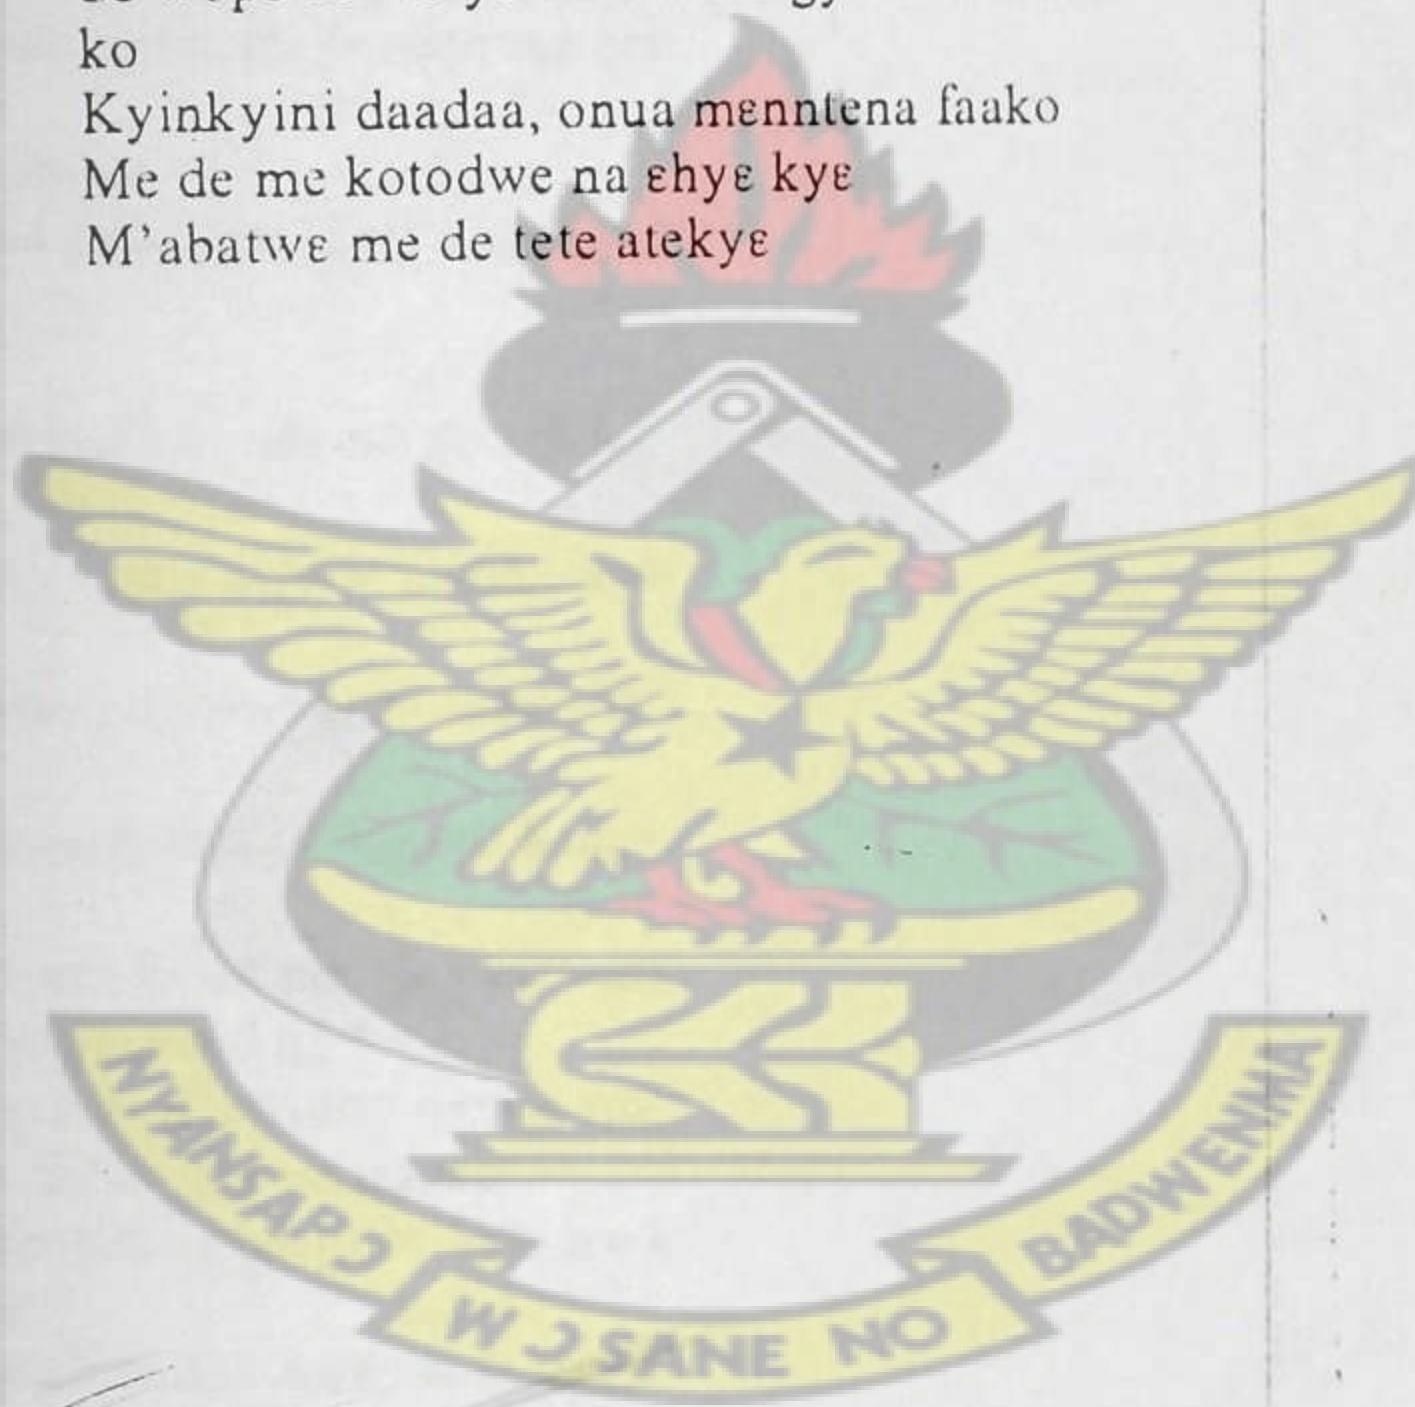 ko
Kyinkyini daadaa, onua mɛnntena faako
Me de me kotodwe na ɛhyɛ kyɛ
M’abatwɛ me de tete atekyɛ
NYANSAPƆ
WƆSANE NO
BADWENMA